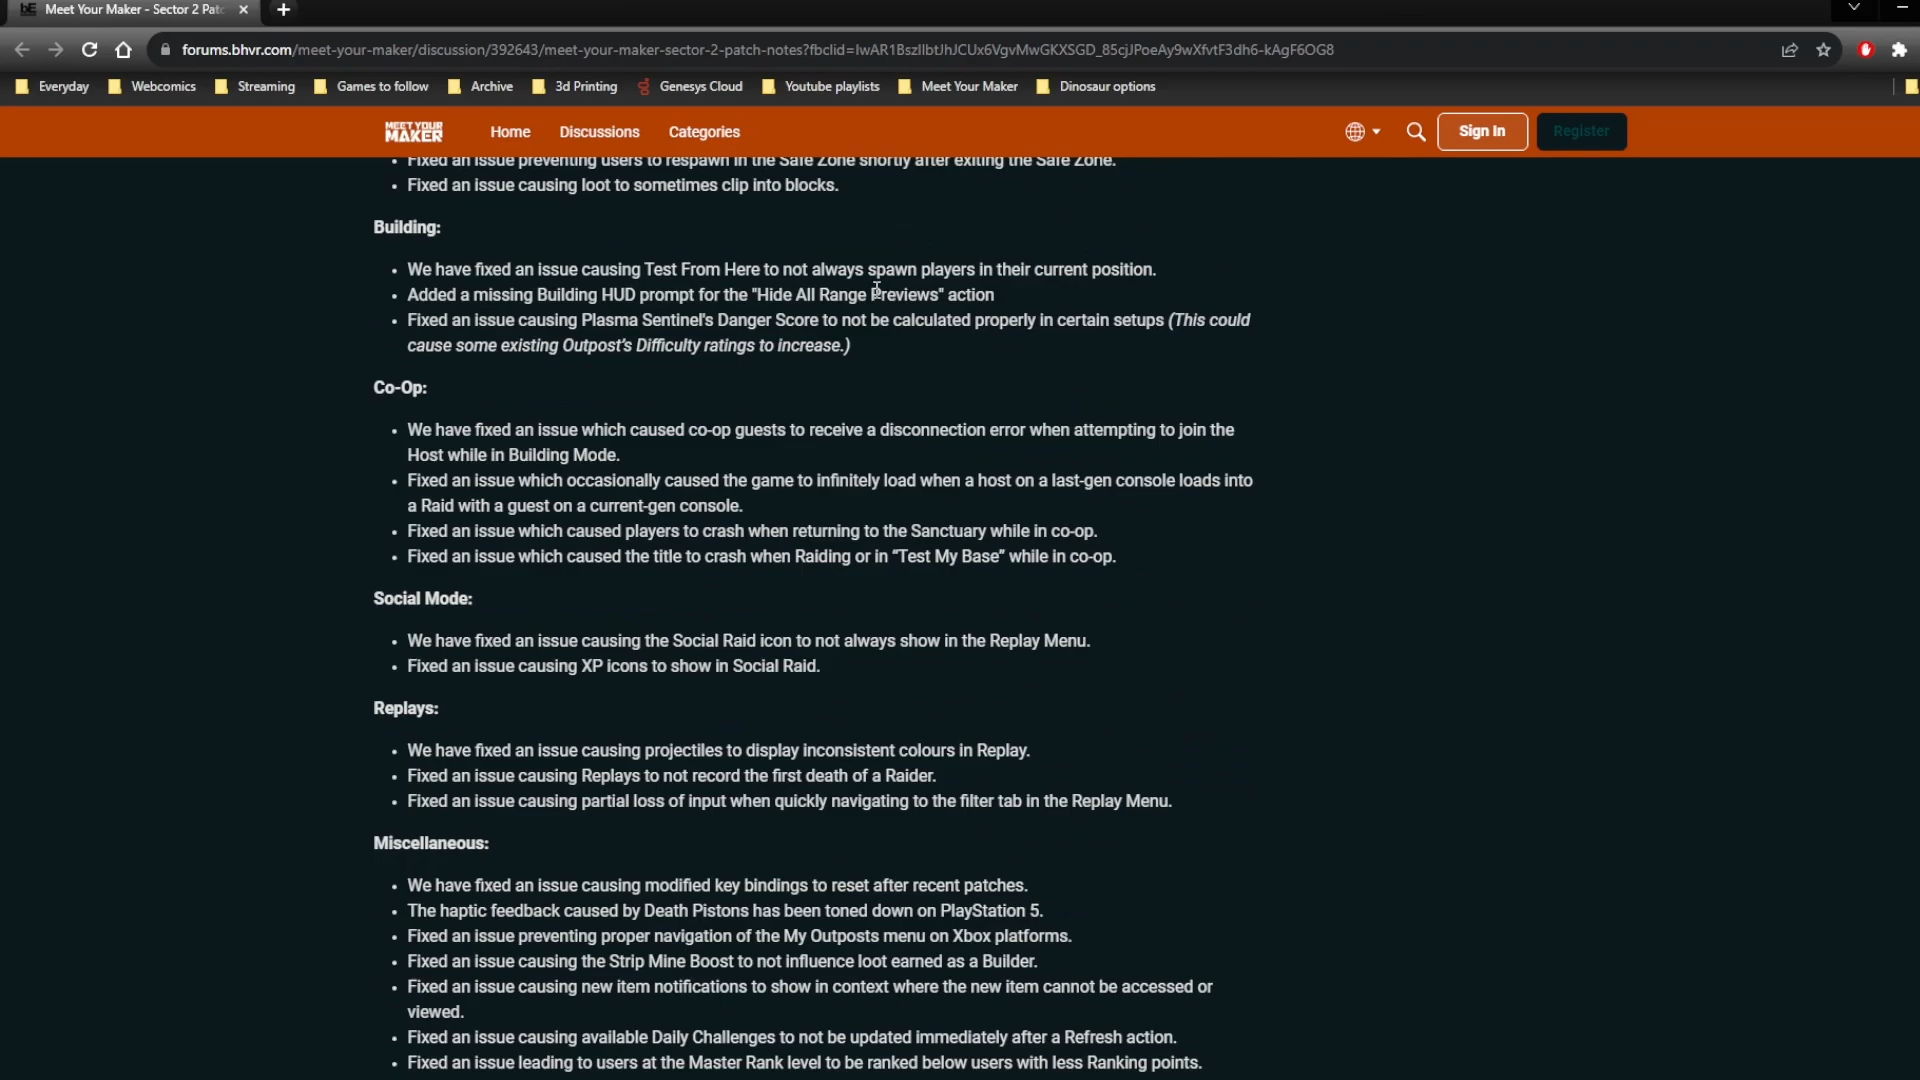 bE Meet Your Maker - Sector 2 Patc
forums.bhvr.com/meet-your-maker/discussion/392643/meet-your-maker-sector-2-patch-notes?fbclid=IwAR1BszIlbtJhJCUx6VgvMwGKXSGD_85cjJPoeAy9wXfvtF3dh6-kAgF6OG8
Everyday Webcomics Streaming Games to follow Archive 3d Printing Genesys Cloud Youtube playlists Meet Your Maker Dinosaur options
MEET YOUR MAKER Home Discussions Categories Sign In Register
• Fixed an issue preventing users to respawn in the Safe Zone shortly after exiting the Safe Zone.
• Fixed an issue causing loot to sometimes clip into blocks.
Building:
• We have fixed an issue causing Test From Here to not always spawn players in their current position.
• Added a missing Building HUD prompt for the "Hide All Range Previews" action
• Fixed an issue causing Plasma Sentinel's Danger Score to not be calculated properly in certain setups (This could
cause some existing Outpost's Difficulty ratings to increase.)
Co-Op:
• We have fixed an issue which caused co-op guests to receive a disconnection error when attempting to join the
Host while in Building Mode.
• Fixed an issue which occasionally caused the game to infinitely load when a host on a last-gen console loads into
a Raid with a guest on a current-gen console.
• Fixed an issue which caused players to crash when returning to the Sanctuary while in co-op.
• Fixed an issue which caused the title to crash when Raiding or in “Test My Base” while in co-op.
Social Mode:
• We have fixed an issue causing the Social Raid icon to not always show in the Replay Menu.
• Fixed an issue causing XP icons to show in Social Raid.
Replays:
• We have fixed an issue causing projectiles to display inconsistent colours in Replay.
• Fixed an issue causing Replays to not record the first death of a Raider.
• Fixed an issue causing partial loss of input when quickly navigating to the filter tab in the Replay Menu.
Miscellaneous:
• We have fixed an issue causing modified key bindings to reset after recent patches.
• The haptic feedback caused by Death Pistons has been toned down on PlayStation 5.
• Fixed an issue preventing proper navigation of the My Outposts menu on Xbox platforms.
• Fixed an issue causing the Strip Mine Boost to not influence loot earned as a Builder.
• Fixed an issue causing new item notifications to show in context where the new item cannot be accessed or
viewed.
• Fixed an issue causing available Daily Challenges to not be updated immediately after a Refresh action.
• Fixed an issue leading to users at the Master Rank level to be ranked below users with less Ranking points.